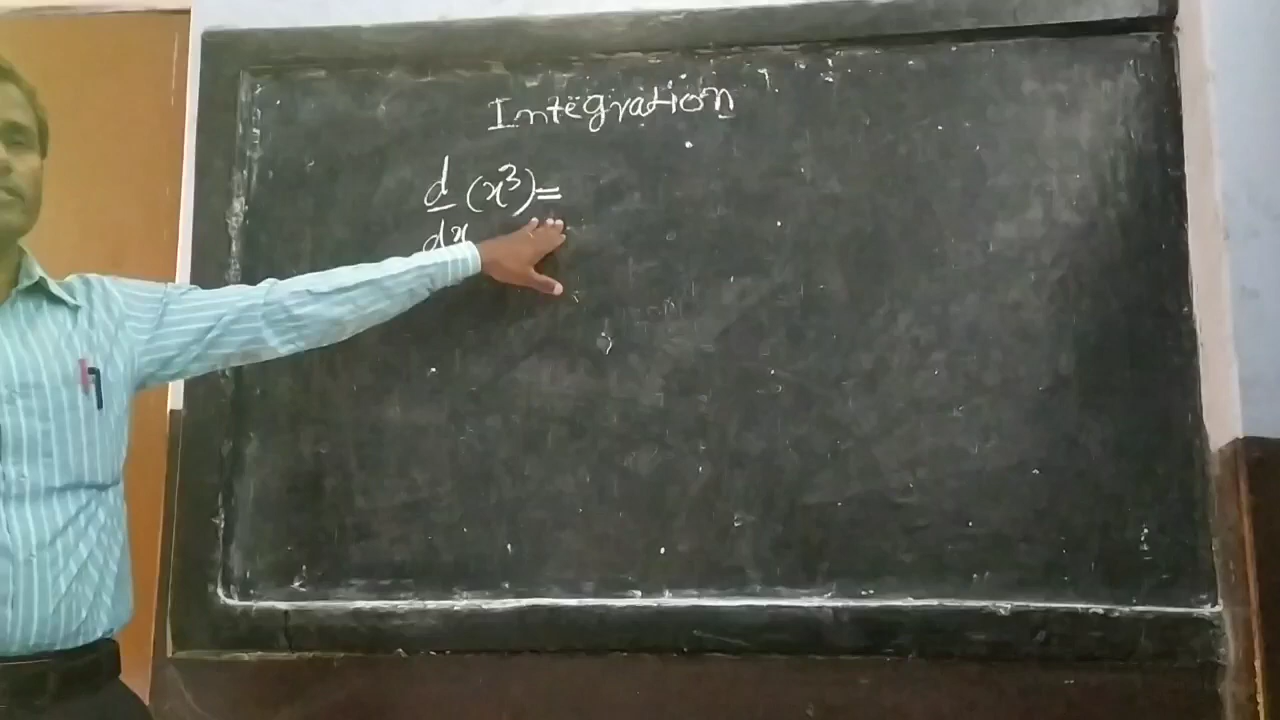 Integration
d/dx (x³)=